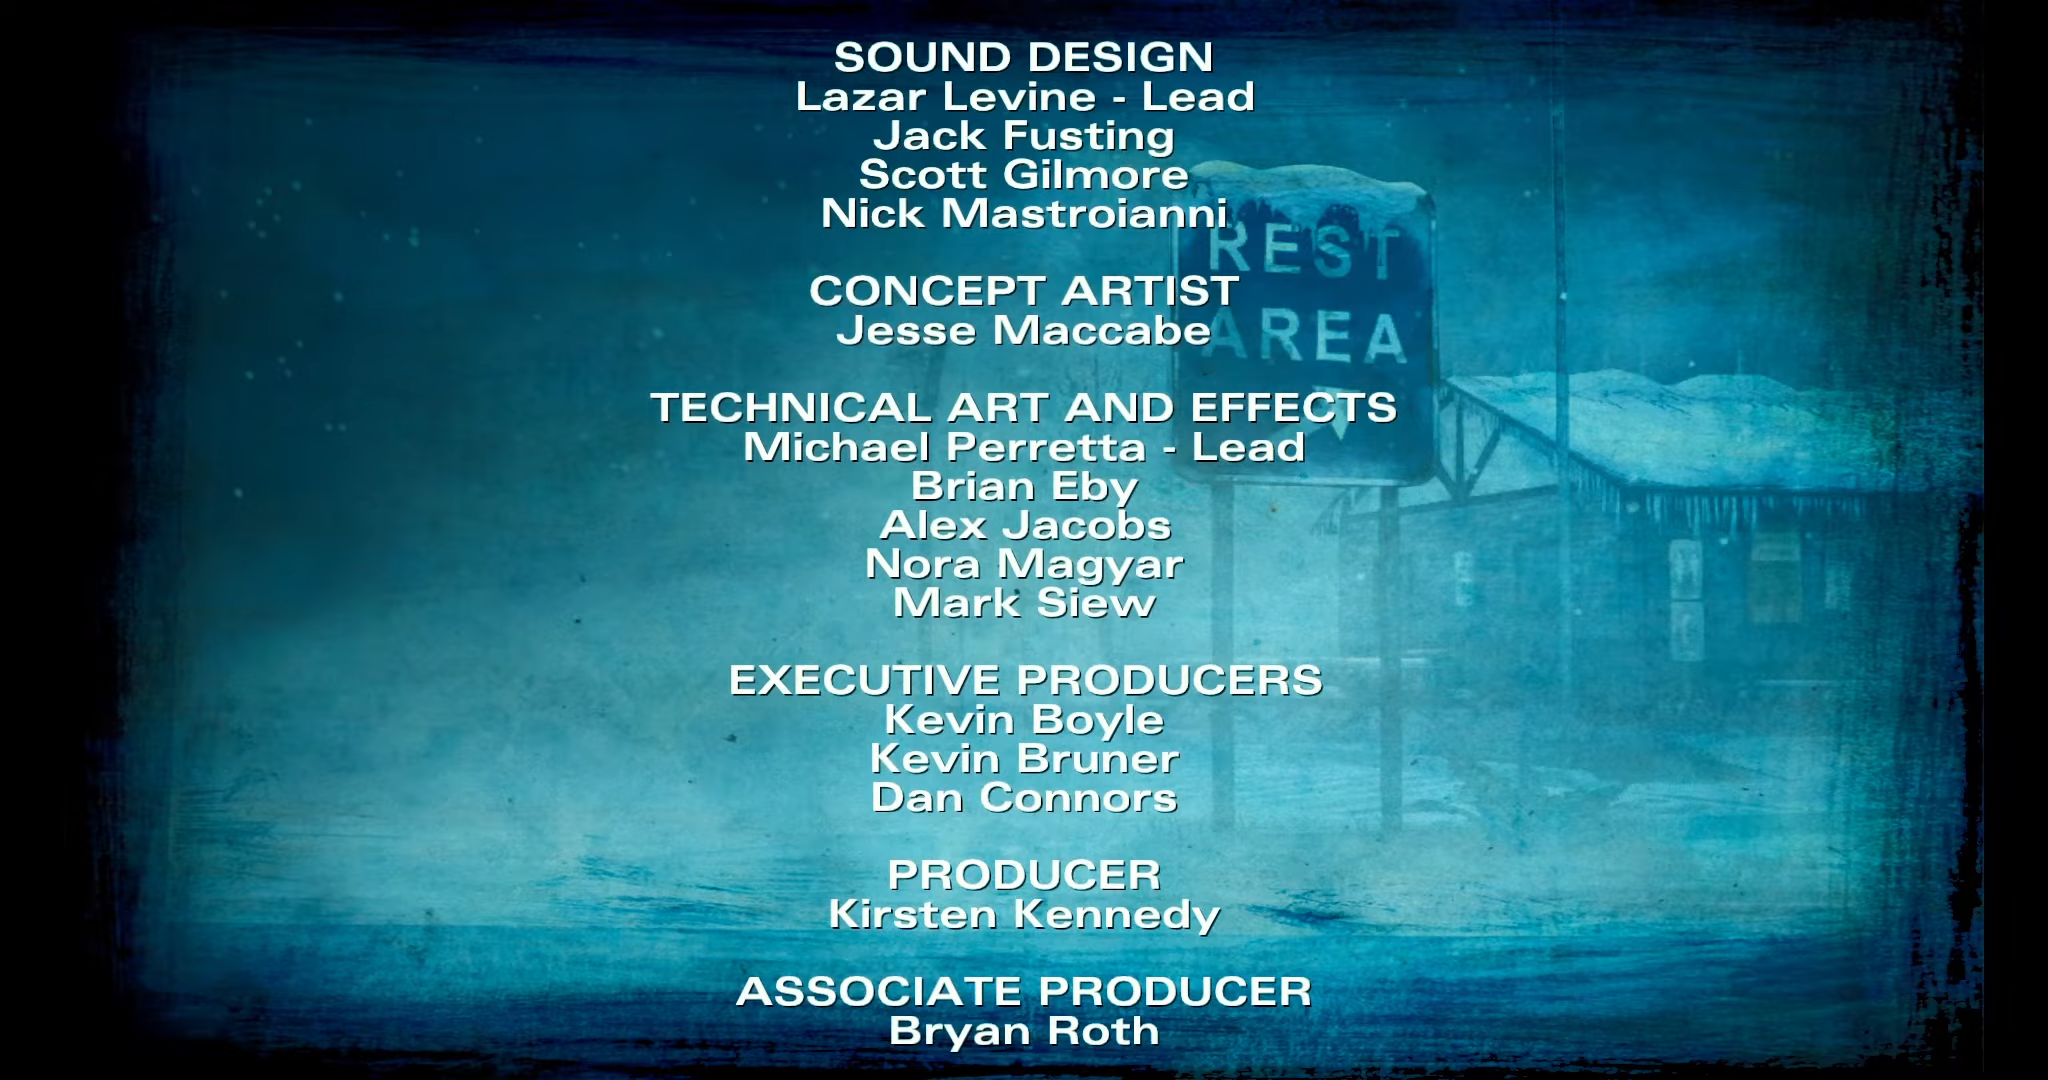 SOUND DESIGN
Lazar Levine - Lead
Jack Fusting
Scott Gilmore
Nick Mastroianni
REST
AREA
CONCEPT ARTIST
Jesse Maccabe
TECHNICAL ART AND EFFECTS
Michael Perretta - Lead
Brian Eby
Alex Jacobs
Nora Magyar
Mark Siew
EXECUTIVE PRODUCERS
Kevin Boyle
Kevin Bruner
Dan Connors
PRODUCER
Kirsten Kennedy
ASSOCIATE PRODUCER
Bryan Roth